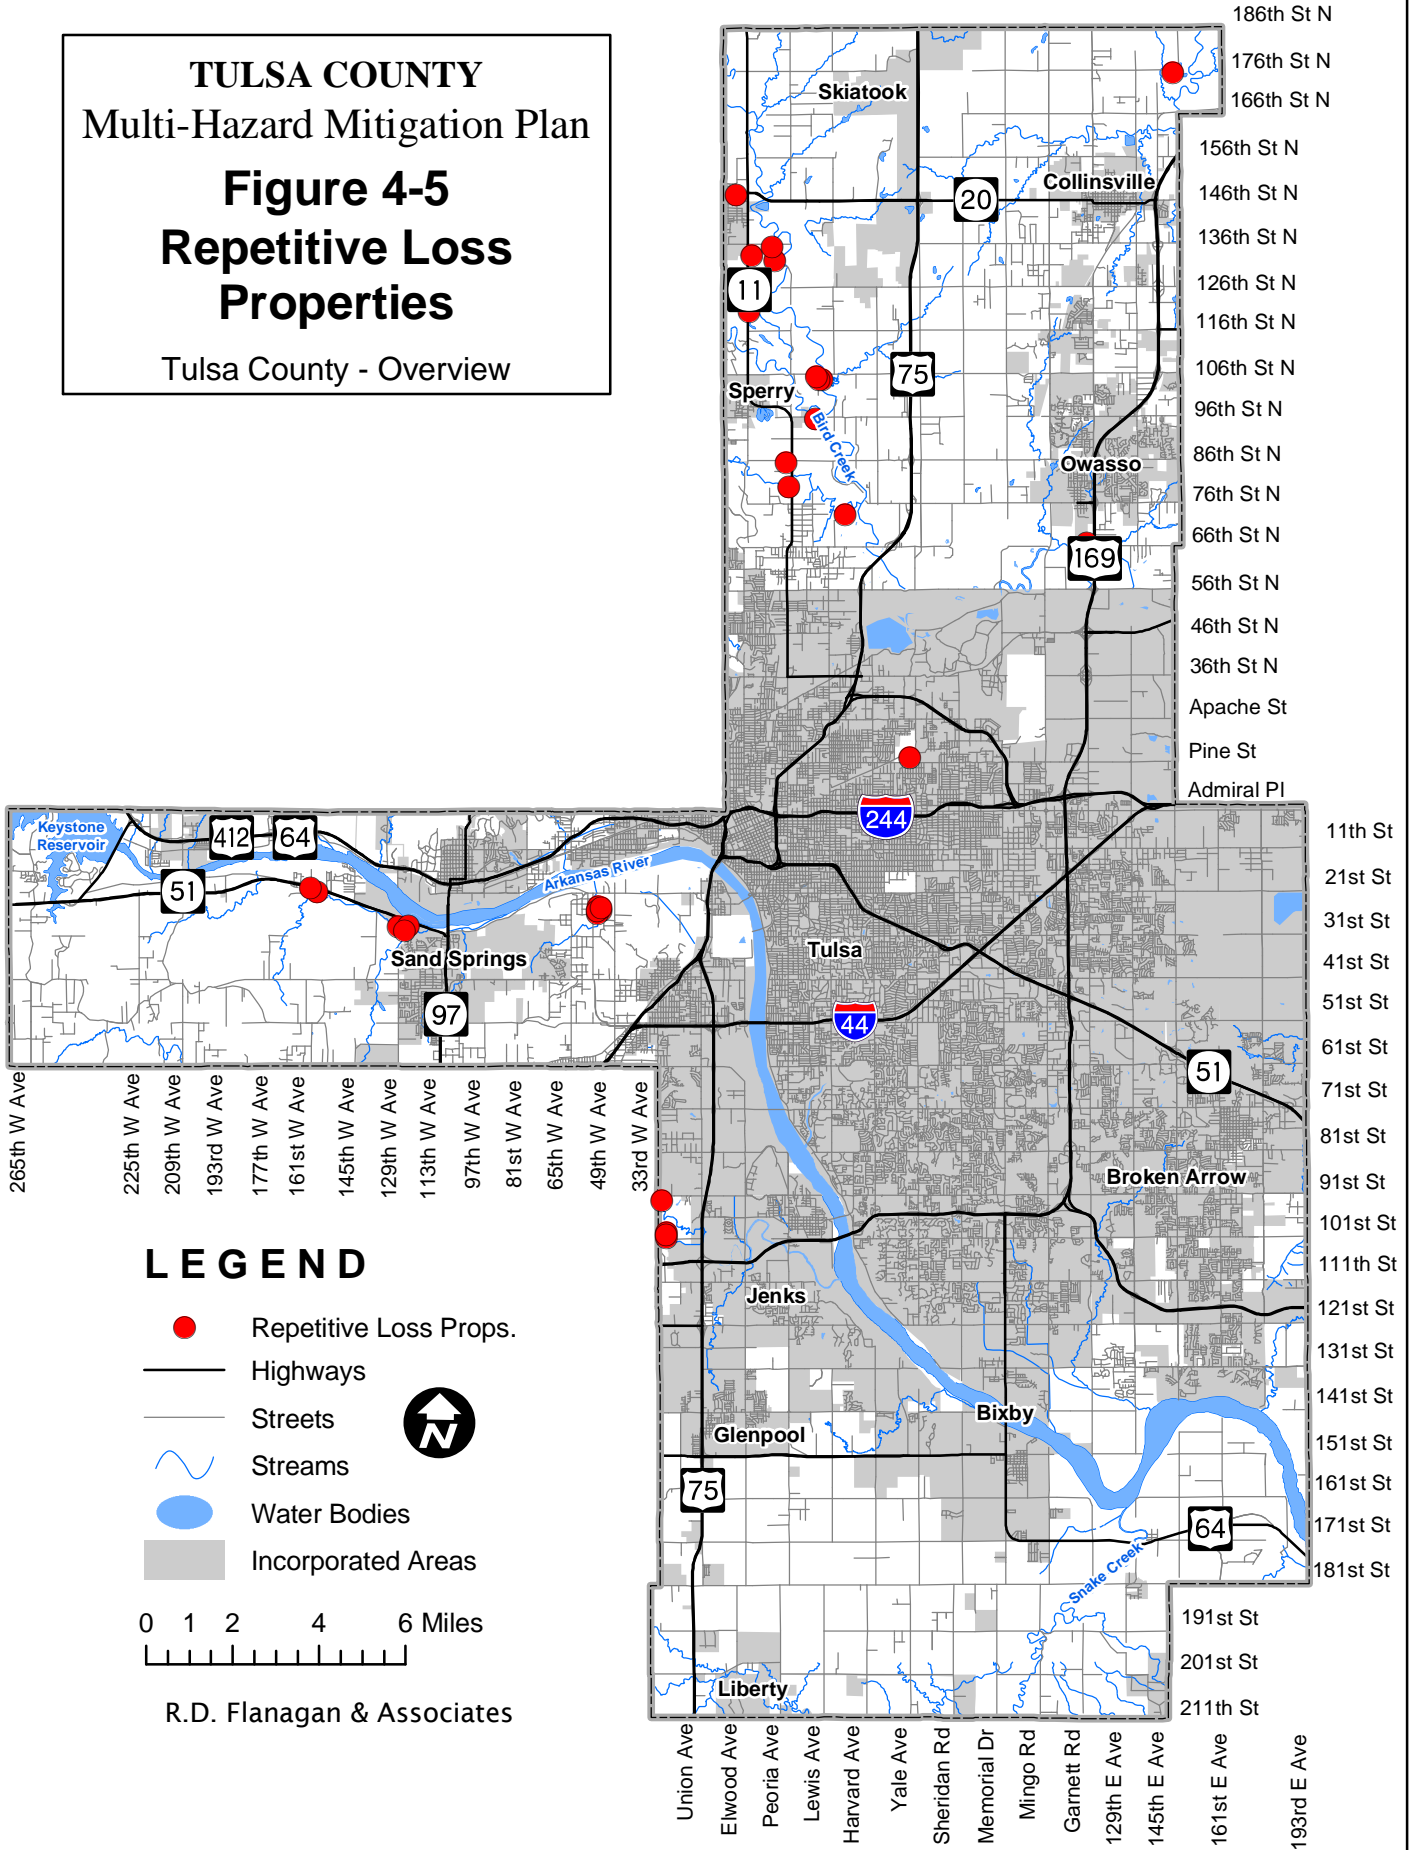 TULSA COUNTY
Multi-Hazard Mitigation Plan
Figure 4-5
Repetitive Loss
Properties
Tulsa County - Overview
186th St N
176th St N
166th St N
156th St N
146th St N
136th St N
126th St N
116th St N
106th St N
96th St N
86th St N
76th St N
66th St N
56th St N
46th St N
36th St N
Apache St
Pine St
Admiral Pl
11th St
21st St
31st St
41st St
51st St
61st St
71st St
81st St
91st St
101st St
111th St
121st St
131st St
141st St
151st St
161st St
171st St
181st St
191st St
201st St
211th St
Skiatook
Collinsville
20
11
75
Sperry
Bird Creek
Owasso
169
244
Keystone
Reservoir
412
64
51
Arkansas River
Sand Springs
97
Tulsa
44
51
Broken Arrow
Jenks
Bixby
Glenpool
75
64
Snake Creek
Liberty
265th W Ave
225th W Ave
209th W Ave
193rd W Ave
177th W Ave
161st W Ave
145th W Ave
129th W Ave
113th W Ave
97th W Ave
81st W Ave
65th W Ave
49th W Ave
33rd W Ave
LEGEND
Repetitive Loss Props.
Highways
Streets
Streams
Water Bodies
Incorporated Areas
N
0 1 2 4 6 Miles
R.D. Flanagan & Associates
Union Ave
Elwood Ave
Peoria Ave
Lewis Ave
Harvard Ave
Yale Ave
Sheridan Rd
Memorial Dr
Mingo Rd
Garnett Rd
129th E Ave
145th E Ave
161st E Ave
193rd E Ave